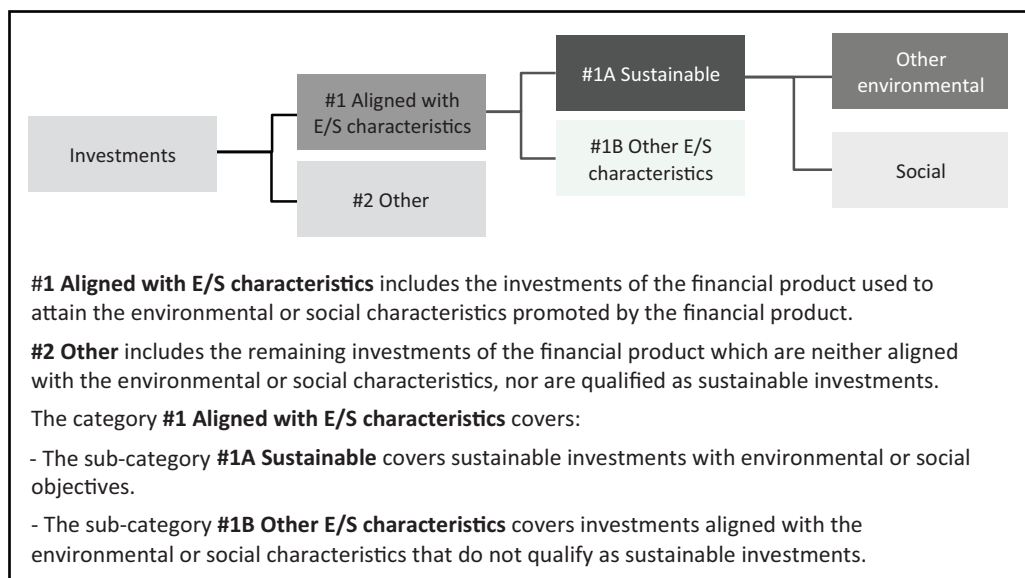 Investments
#1 Aligned with
E/S characteristics
#2 Other
#1A Sustainable
#1B Other E/S
characteristics
Other
environmental
Social
#1 Aligned with E/S characteristics includes the investments of the financial product used to
attain the environmental or social characteristics promoted by the financial product.
#2 Other includes the remaining investments of the financial product which are neither aligned
with the environmental or social characteristics, nor are qualified as sustainable investments.
The category #1 Aligned with E/S characteristics covers:
- The sub-category #1A Sustainable covers sustainable investments with environmental or social
objectives.
- The sub-category #1B Other E/S characteristics covers investments aligned with the
environmental or social characteristics that do not qualify as sustainable investments.